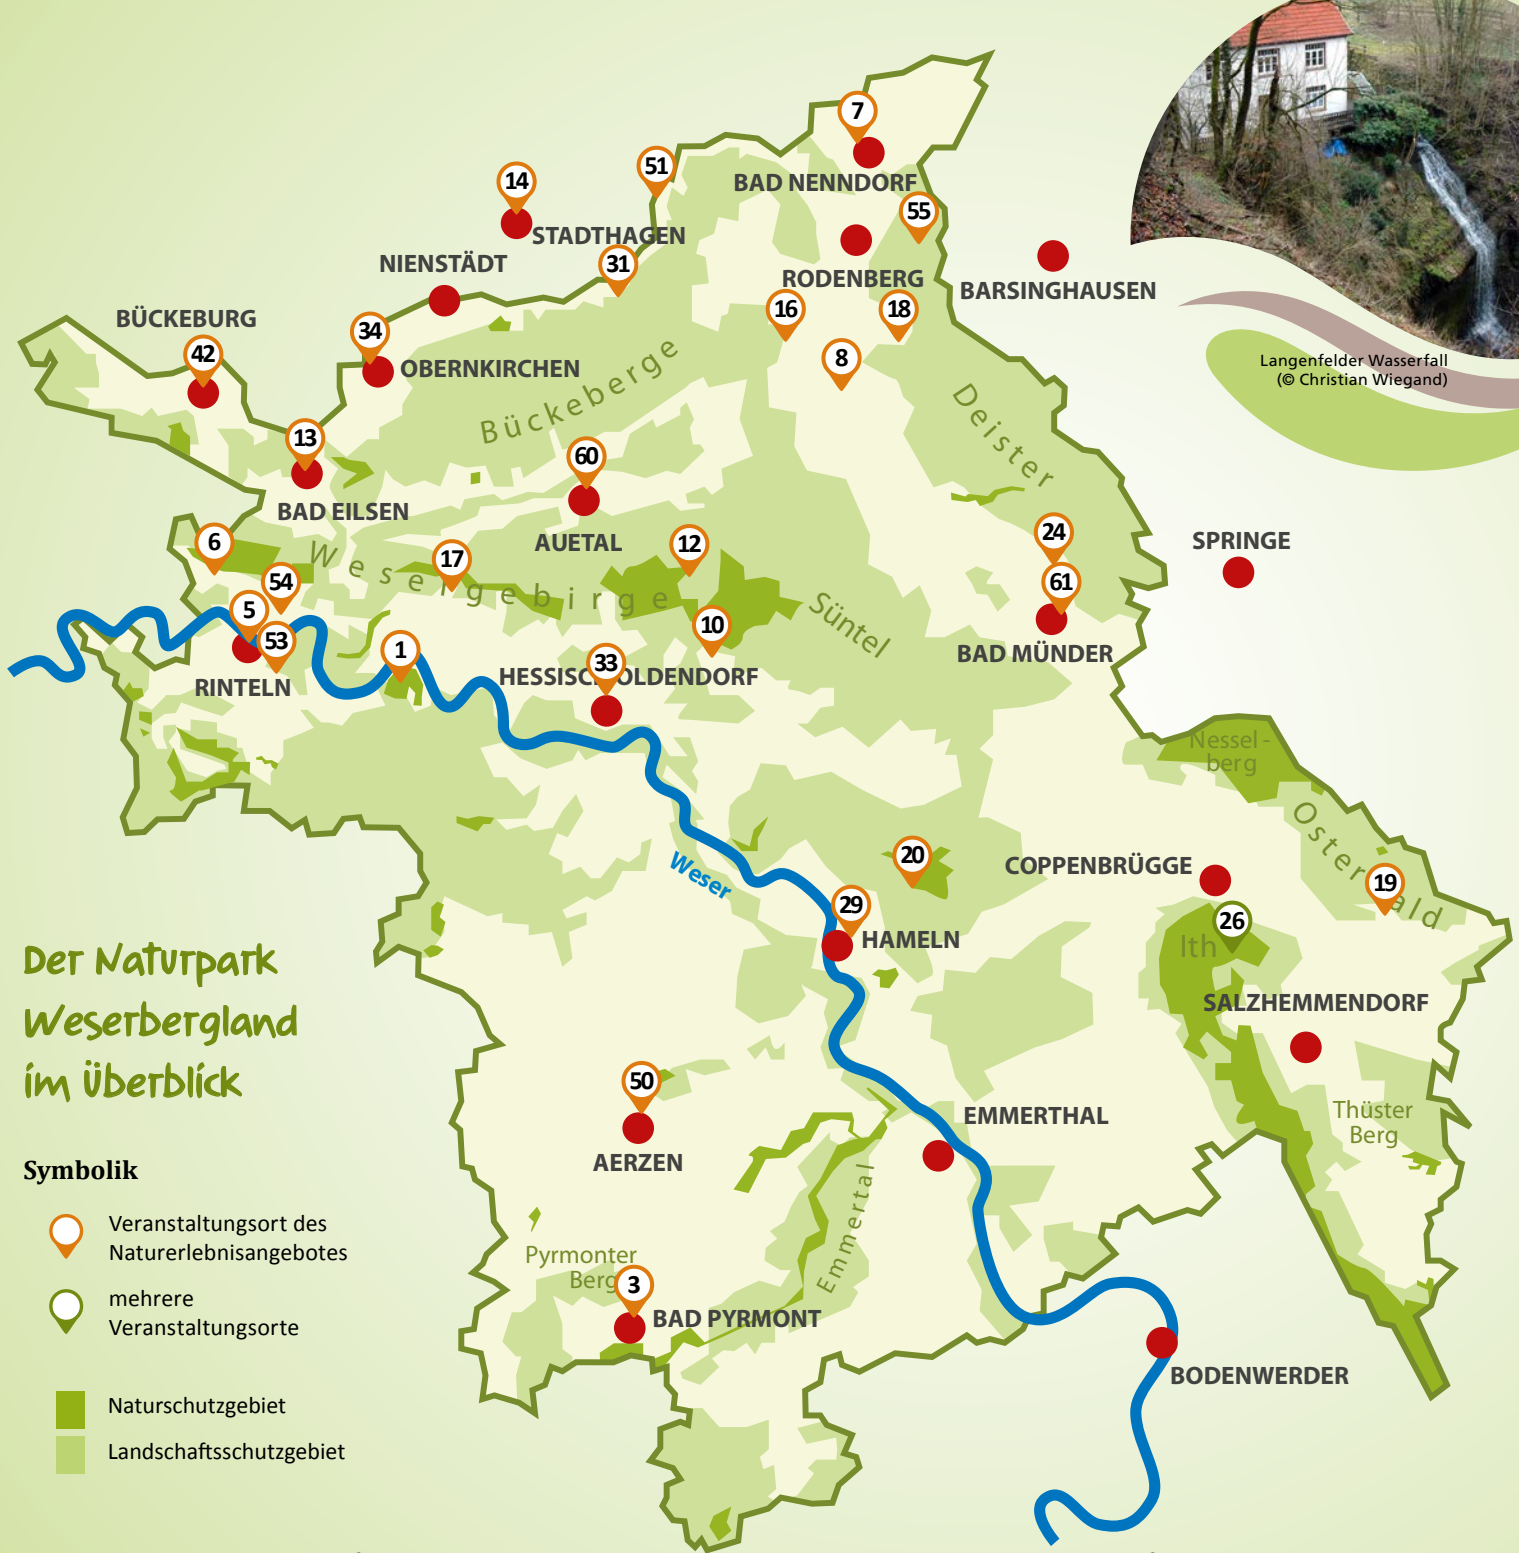 7
51
14
BAD NENNDORF
55
STADTHAGEN
NIENSTÄDT
31
RODENBERG
BARSINGHAUSEN
16
18
BÜCKEBURG
34
42
8
OBERNKIRCHEN
Langenfelder Wasserfall
(© Christian Wiegand)
Bückeberge
Deister
13
60
BAD EILSEN
AUETAL
6
17
12
24
SPRINGE
Wesergebirge
54
61
5
53
1
10
Süntel
33
BAD MÜNDER
HESSISCH OLDENDORF
RINTELN
Nessel-
berg
Osterwald
20
COPPENBRÜGGE
19
Weser
29
26
HAMELN
Ith
Der Naturpark
Weserbergland
im Überblick
SALZHEMMENDORF
50
EMMERTHAL
Thüster
Berg
AERZEN
Symbolik
Veranstaltungsort des
Naturerlebnisangebotes
mehrere
Veranstaltungsorte
Emmertal
Pyrmonter
Berg
3
BAD PYRMONT
BODENWERDER
Naturschutzgebiet
Landschaftsschutzgebiet